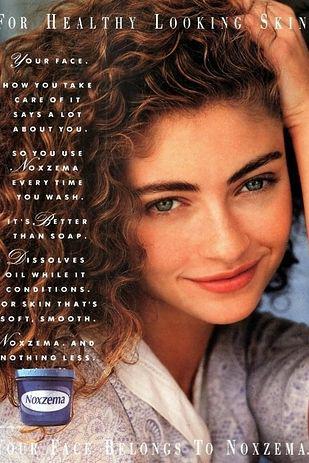 FOR HEALTHY LOOKING SKIN
YOUR FACE.
HOW YOU TAKE
CARE OF IT
SAYS A LOT
ABOUT YOU.
SO YOU USE
NOXZEMA
EVERY TIME
YOU WASH.
IT'S BETTER
THAN SOAP.
DISSOLVES
OIL WHILE IT
CONDITIONS.
FOR SKIN THAT'S
SOFT, SMOOTH.
NOXZEMA. AND
NOTHING LESS.
Noxzema
YOUR FACE BELONGS TO NOXZEMA.